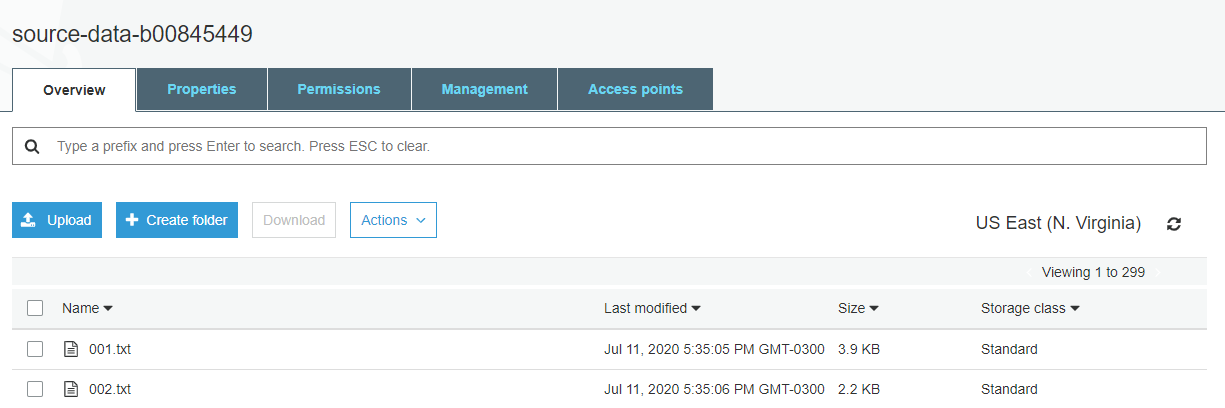 source-data-b00845449
Overview Properties Permissions Management Access points
Type a prefix and press Enter to search. Press ESC to clear.
Upload Create folder Download Actions US East (N. Virginia)
Viewing 1 to 299
Name Last modified Size Storage class
001.txt Jul 11, 2020 5:35:05 PM GMT-0300 3.9 KB Standard
002.txt Jul 11, 2020 5:35:06 PM GMT-0300 2.2 KB Standard